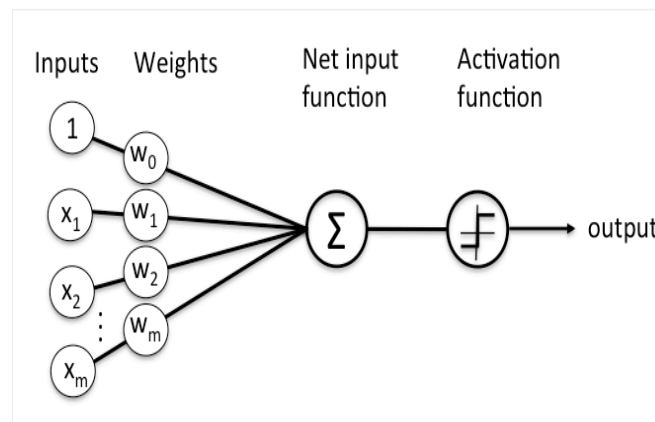 Inputs Weights Net input function Activation function
1
w0
x1 w1
Σ
output
x2 w2
⋮
wm
xm